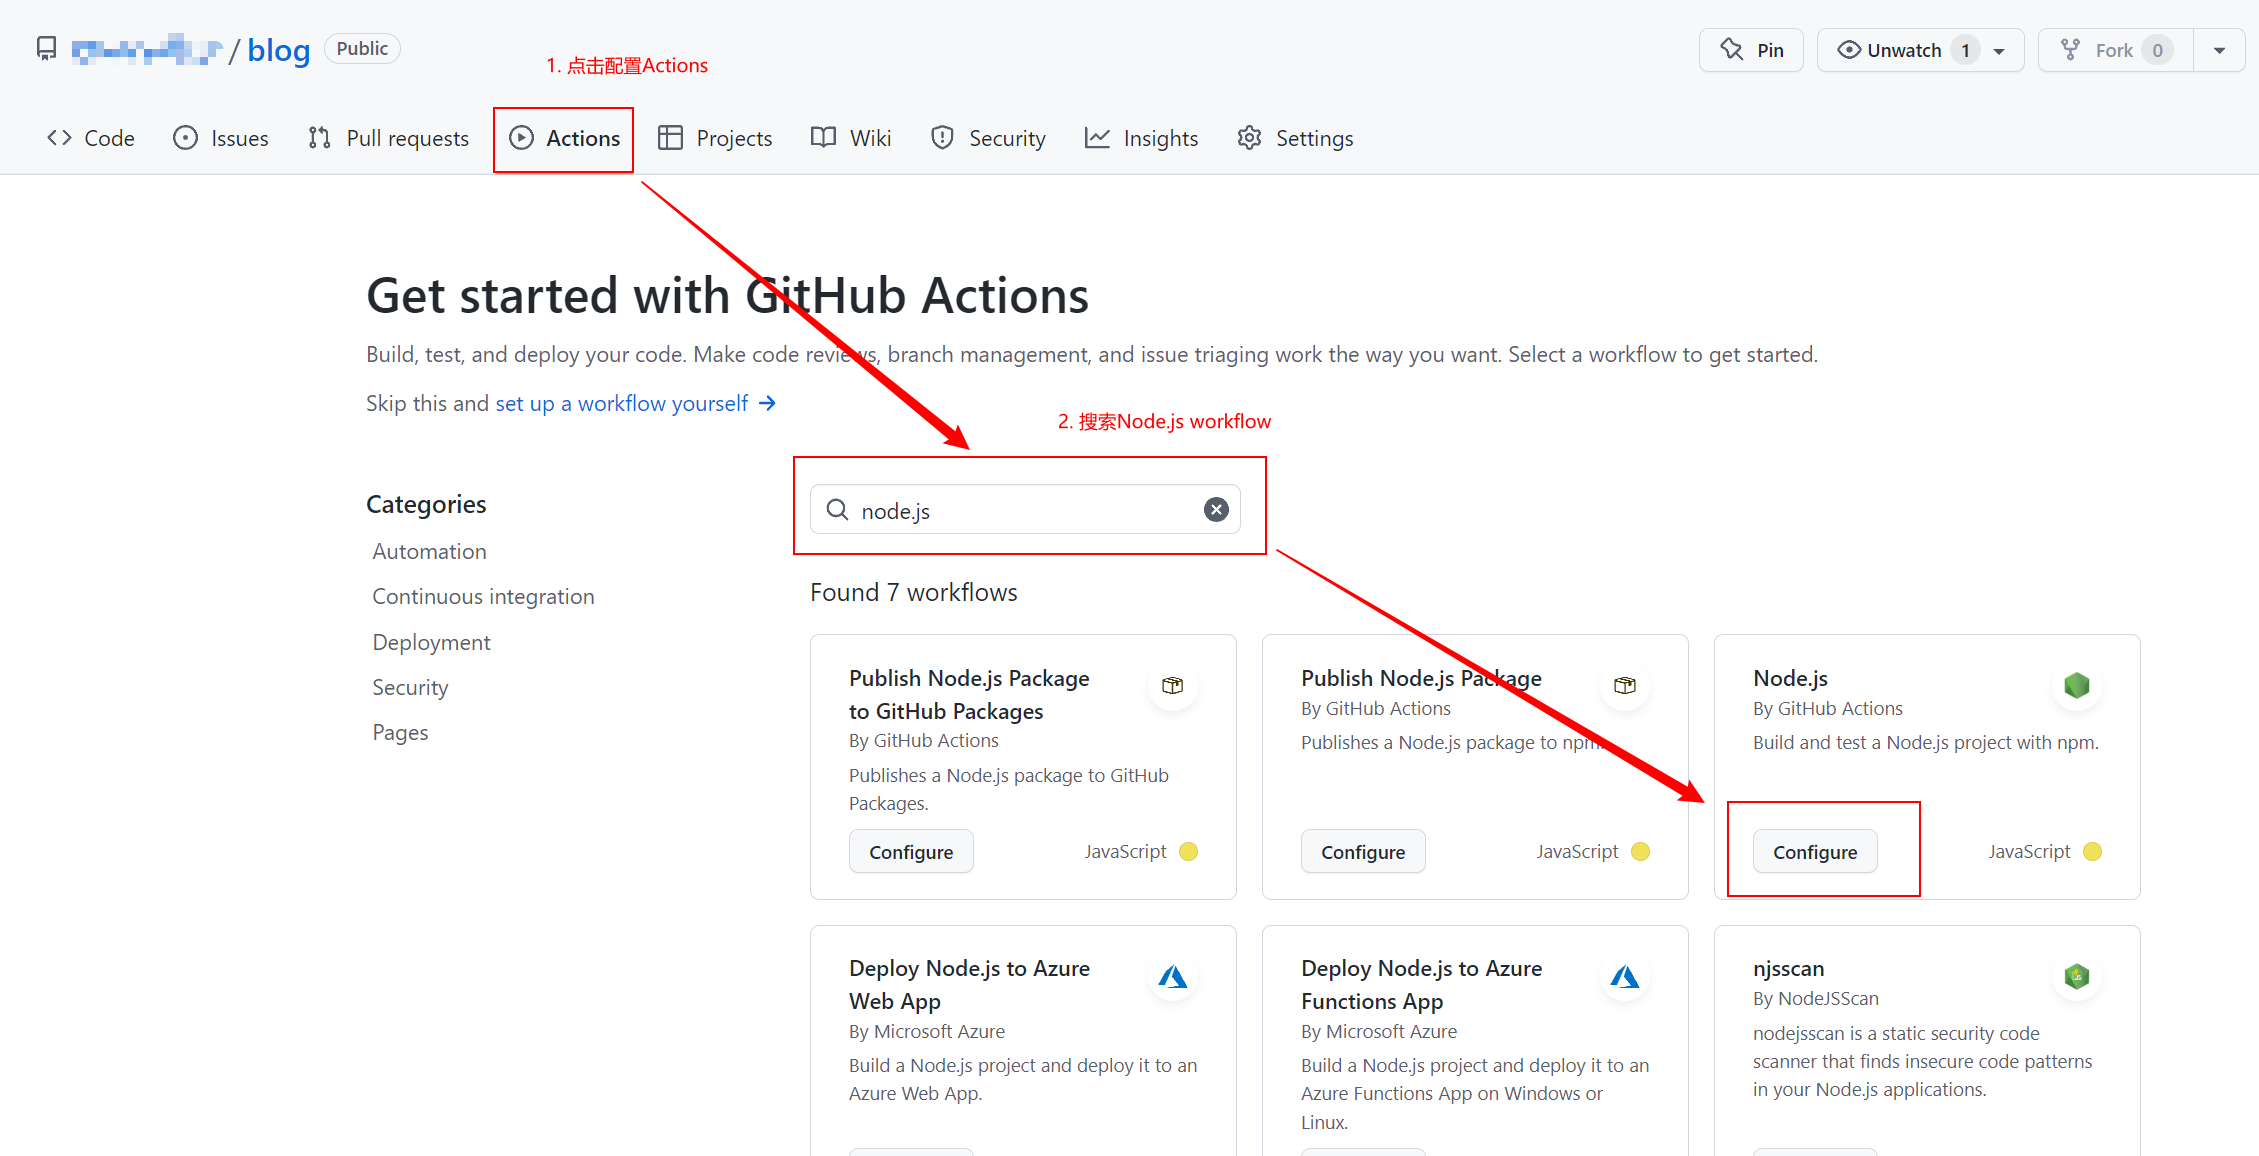 / blog Public
Pin
Unwatch 1
Fork 0
1. 点击配置Actions
Code
Issues
Pull requests
Actions
Projects
Wiki
Security
Insights
Settings
Get started with GitHub Actions
Build, test, and deploy your code. Make code reviews, branch management, and issue triaging work the way you want. Select a workflow to get started.
Skip this and set up a workflow yourself →
2. 搜索Node.js workflow
Categories
Automation
Continuous integration
Deployment
Security
Pages
node.js
Found 7 workflows
Publish Node.js Package
to GitHub Packages
By GitHub Actions
Publishes a Node.js package to GitHub
Packages.
Configure
JavaScript
Publish Node.js Package
By GitHub Actions
Publishes a Node.js package to npm.
Configure
JavaScript
Node.js
By GitHub Actions
Build and test a Node.js project with npm.
Configure
JavaScript
Deploy Node.js to Azure
Web App
By Microsoft Azure
Build a Node.js project and deploy it to an
Azure Web App.
Deploy Node.js to Azure
Functions App
By Microsoft Azure
Build a Node.js project and deploy it to an
Azure Functions App on Windows or
Linux.
njsscan
By NodeJSScan
nodejsscan is a static security code
scanner that finds insecure code patterns
in your Node.js applications.